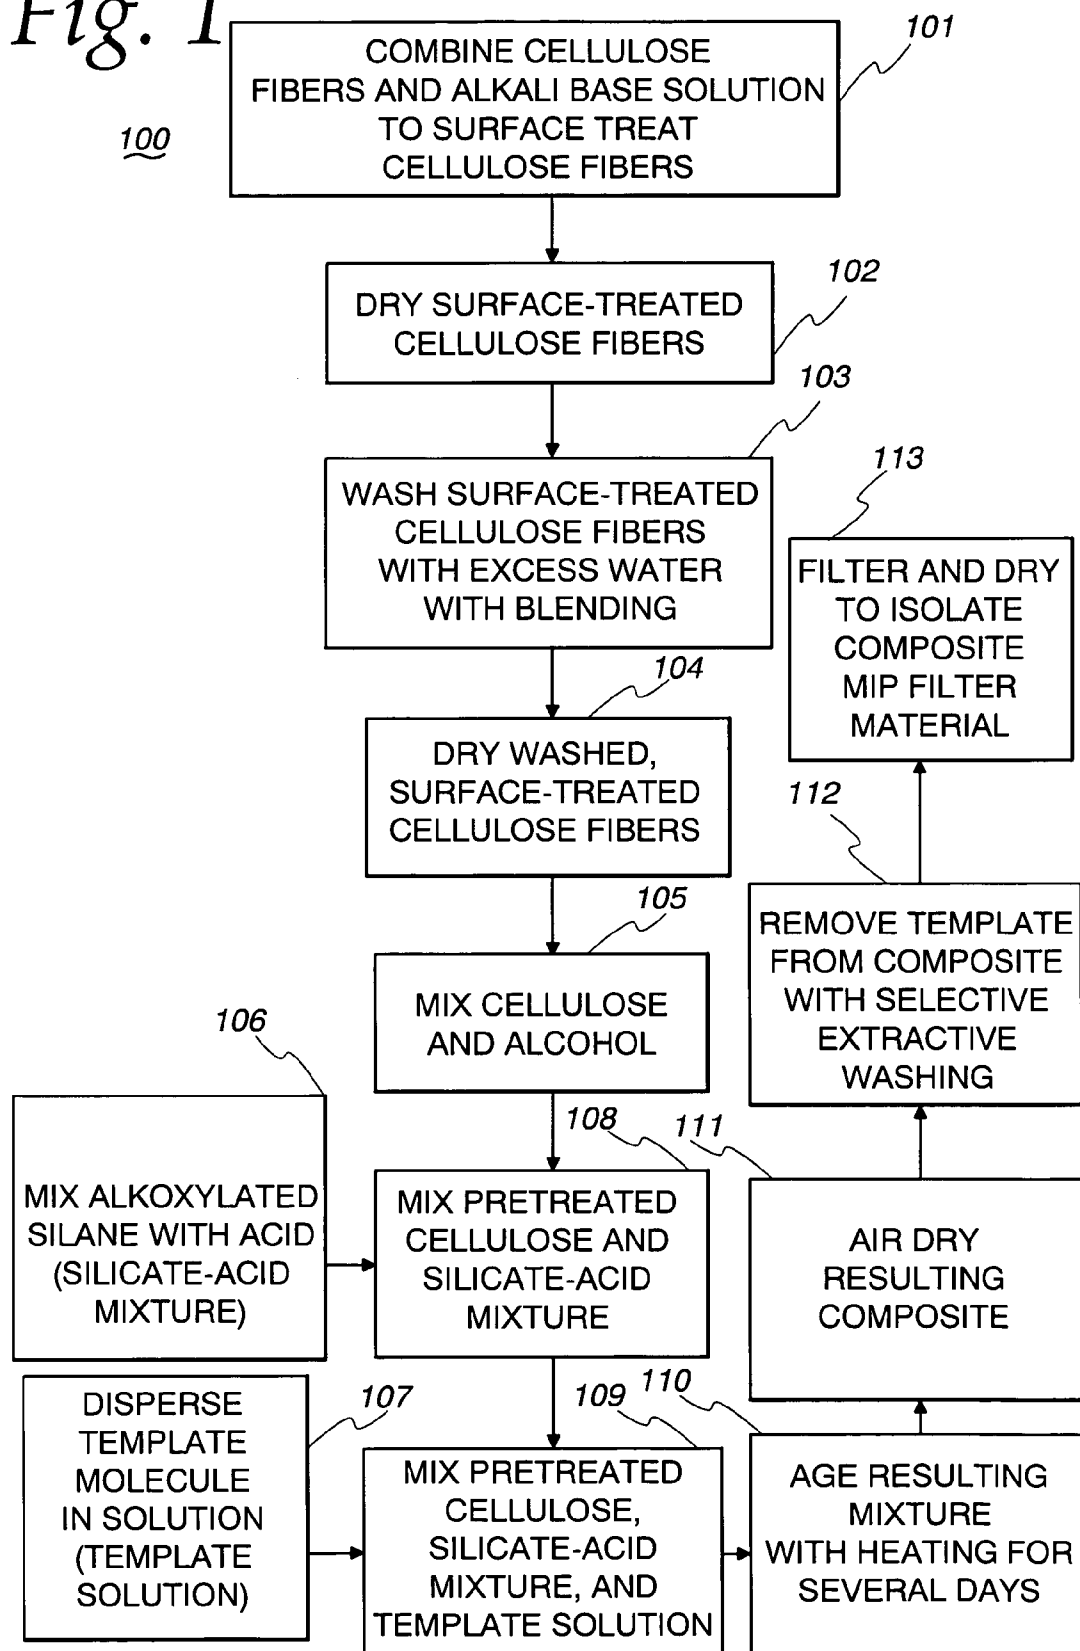 Fig. 1
100
101
COMBINE CELLULOSE
FIBERS AND ALKALI BASE SOLUTION
TO SURFACE TREAT
CELLULOSE FIBERS
102
DRY SURFACE-TREATED
CELLULOSE FIBERS
103
WASH SURFACE-TREATED
CELLULOSE FIBERS
WITH EXCESS WATER
WITH BLENDING
104
DRY WASHED,
SURFACE-TREATED
CELLULOSE FIBERS
105
MIX CELLULOSE
AND ALCOHOL
106
MIX ALKOXYLATED
SILANE WITH ACID
(SILICATE-ACID
MIXTURE)
108
MIX PRETREATED
CELLULOSE AND
SILICATE-ACID
MIXTURE
107
DISPERSE
TEMPLATE
MOLECULE
IN SOLUTION
(TEMPLATE
SOLUTION)
109
MIX PRETREATED
CELLULOSE,
SILICATE-ACID
MIXTURE, AND
TEMPLATE SOLUTION
110
AGE RESULTING
MIXTURE
WITH HEATING FOR
SEVERAL DAYS
111
AIR DRY
RESULTING
COMPOSITE
112
REMOVE TEMPLATE
FROM COMPOSITE
WITH SELECTIVE
EXTRACTIVE
WASHING
113
FILTER AND DRY
TO ISOLATE
COMPOSITE
MIP FILTER
MATERIAL